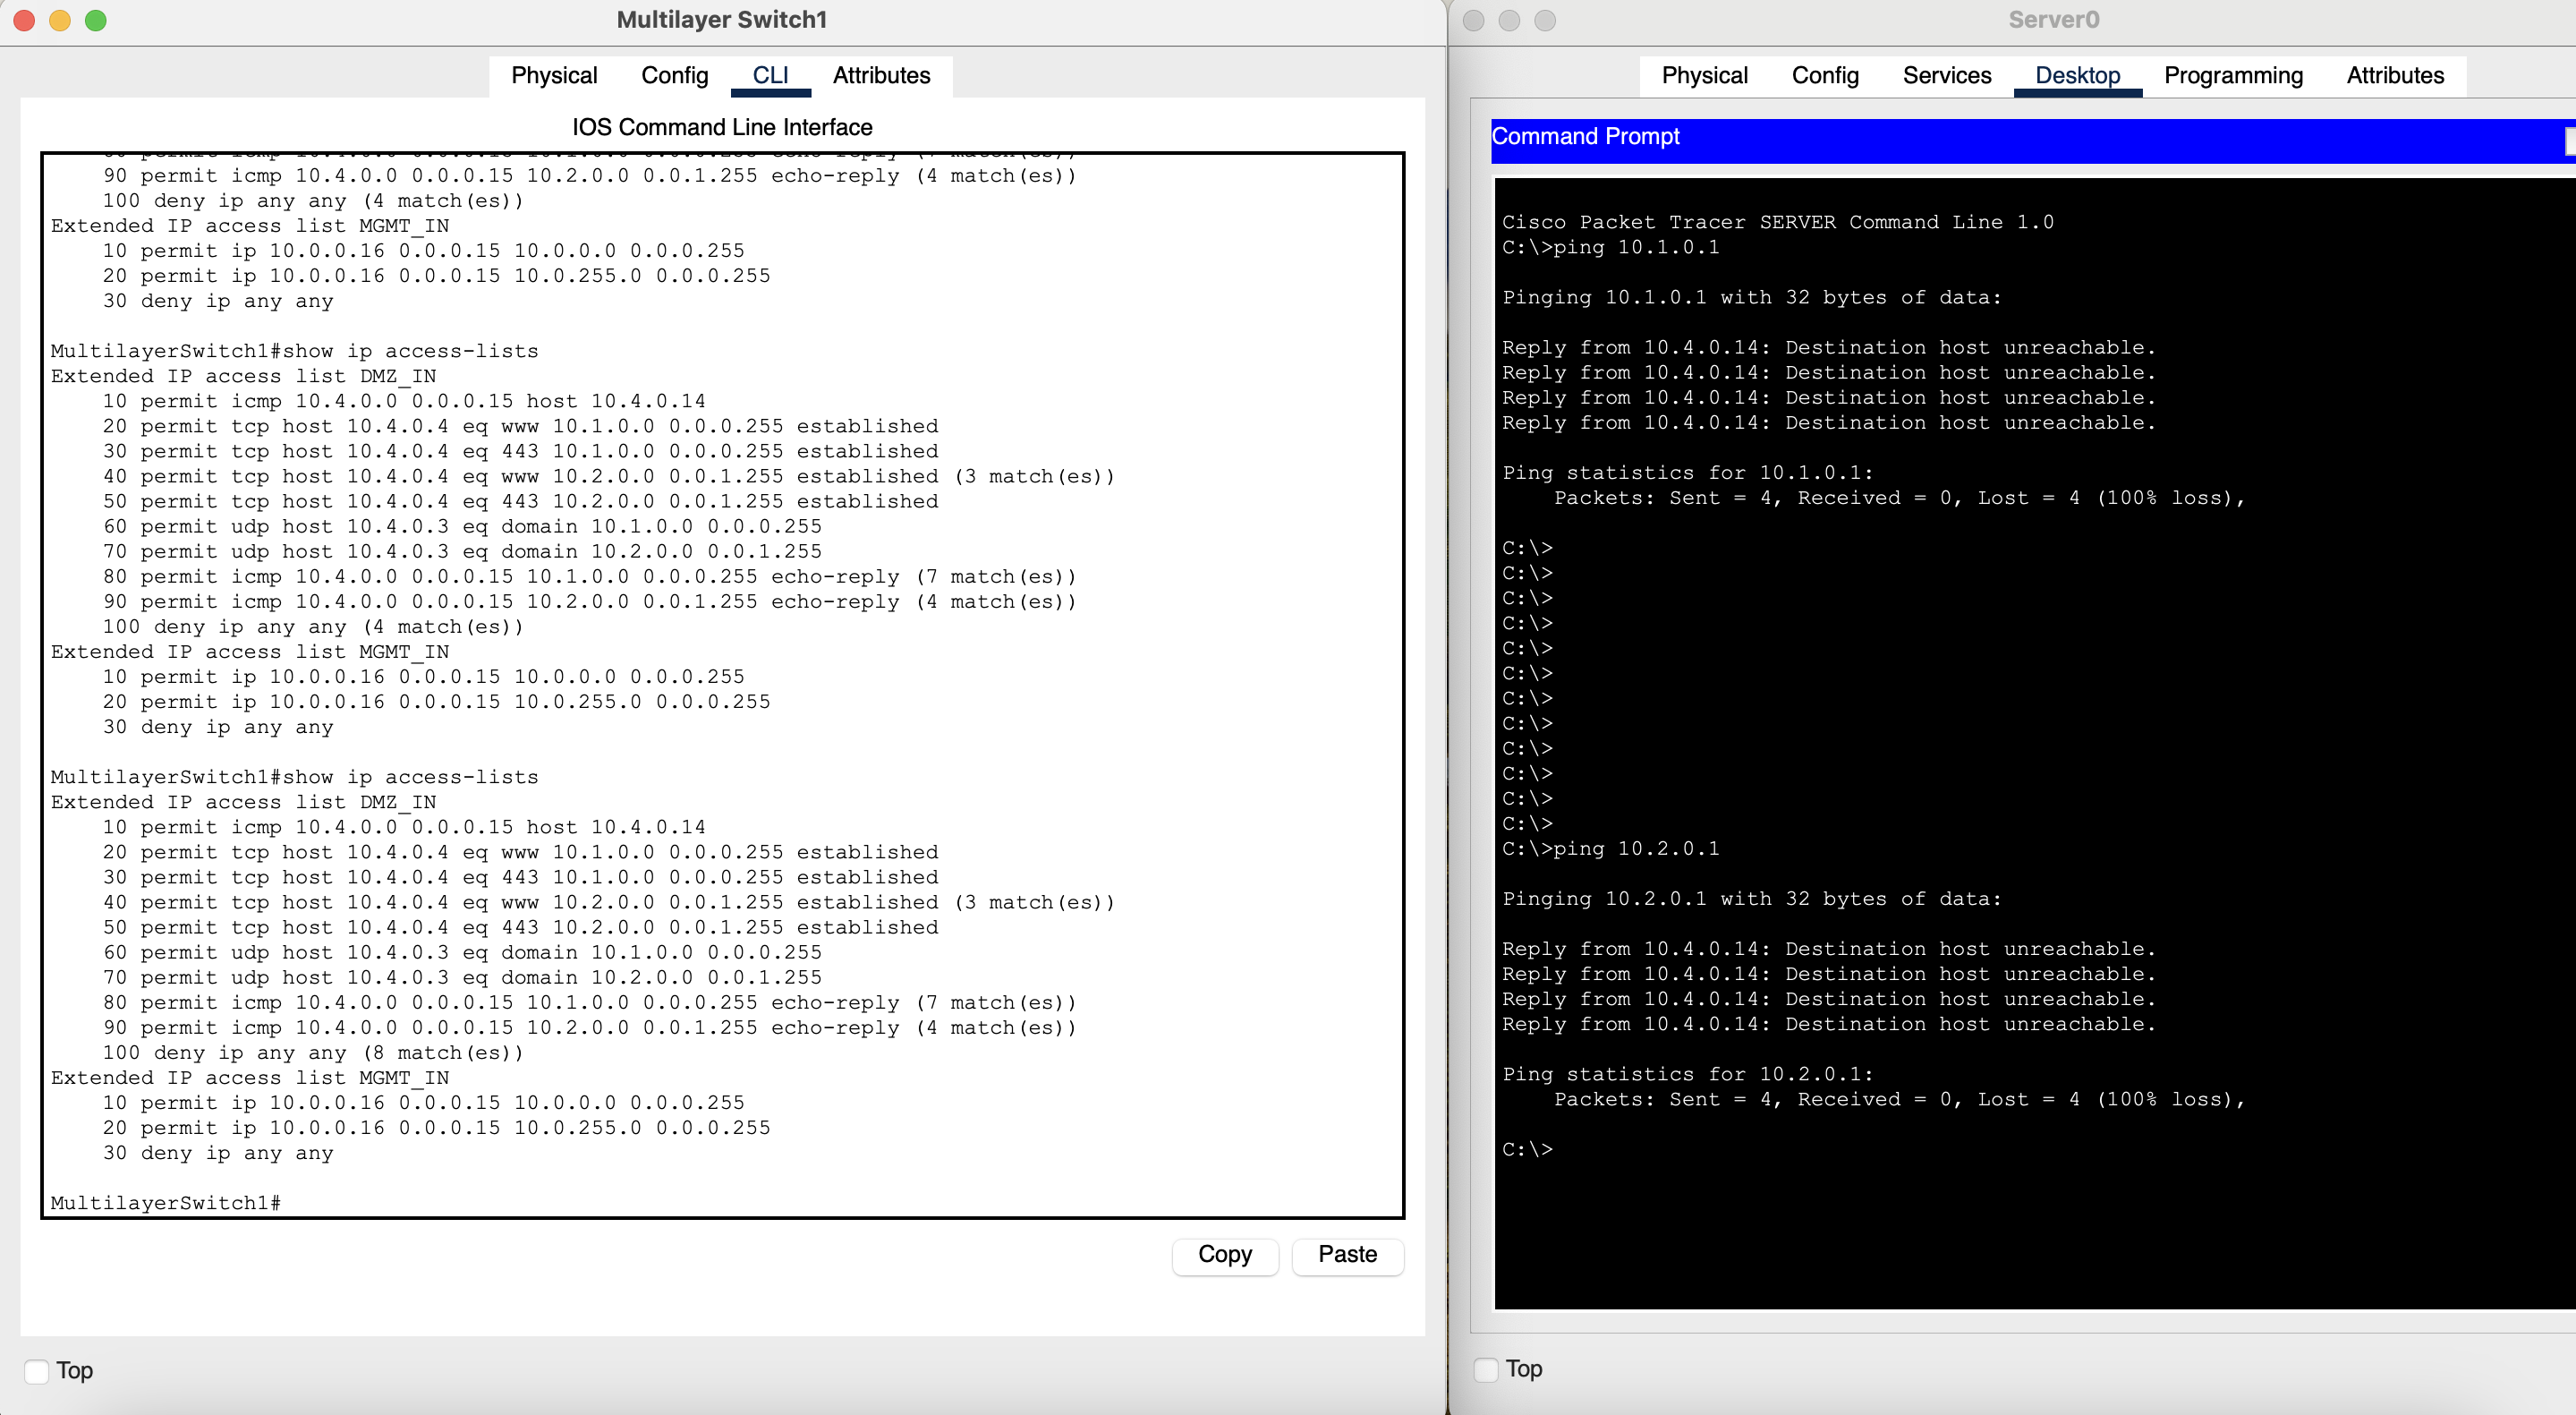 Multilayer Switch1
Physical Config CLI Attributes
IOS Command Line Interface
90 permit icmp 10.4.0.0 0.0.0.15 10.2.0.0 0.0.1.255 echo-reply (4 match(es))
100 deny ip any any (4 match(es))
Extended IP access list MGMT_IN
10 permit ip 10.0.0.16 0.0.0.15 10.0.0.0 0.0.0.255
20 permit ip 10.0.0.16 0.0.0.15 10.0.255.0 0.0.0.255
30 deny ip any any
MultilayerSwitch1#show ip access-lists
Extended IP access list DMZ_IN
10 permit icmp 10.4.0.0 0.0.0.15 host 10.4.0.14
20 permit tcp host 10.4.0.4 eq www 10.1.0.0 0.0.0.255 established
30 permit tcp host 10.4.0.4 eq 443 10.1.0.0 0.0.0.255 established
40 permit tcp host 10.4.0.4 eq www 10.2.0.0 0.0.1.255 established (3 match(es))
50 permit tcp host 10.4.0.4 eq 443 10.2.0.0 0.0.1.255 established
60 permit udp host 10.4.0.3 eq domain 10.1.0.0 0.0.0.255
70 permit udp host 10.4.0.3 eq domain 10.2.0.0 0.0.1.255
80 permit icmp 10.4.0.0 0.0.0.15 10.1.0.0 0.0.0.255 echo-reply (7 match(es))
90 permit icmp 10.4.0.0 0.0.0.15 10.2.0.0 0.0.1.255 echo-reply (4 match(es))
100 deny ip any any (4 match(es))
Extended IP access list MGMT_IN
10 permit ip 10.0.0.16 0.0.0.15 10.0.0.0 0.0.0.255
20 permit ip 10.0.0.16 0.0.0.15 10.0.255.0 0.0.0.255
30 deny ip any any
MultilayerSwitch1#show ip access-lists
Extended IP access list DMZ_IN
10 permit icmp 10.4.0.0 0.0.0.15 host 10.4.0.14
20 permit tcp host 10.4.0.4 eq www 10.1.0.0 0.0.0.255 established
30 permit tcp host 10.4.0.4 eq 443 10.1.0.0 0.0.0.255 established
40 permit tcp host 10.4.0.4 eq www 10.2.0.0 0.0.1.255 established (3 match(es))
50 permit tcp host 10.4.0.4 eq 443 10.2.0.0 0.0.1.255 established
60 permit udp host 10.4.0.3 eq domain 10.1.0.0 0.0.0.255
70 permit udp host 10.4.0.3 eq domain 10.2.0.0 0.0.1.255
80 permit icmp 10.4.0.0 0.0.0.15 10.1.0.0 0.0.0.255 echo-reply (7 match(es))
90 permit icmp 10.4.0.0 0.0.0.15 10.2.0.0 0.0.1.255 echo-reply (4 match(es))
100 deny ip any any (8 match(es))
Extended IP access list MGMT_IN
10 permit ip 10.0.0.16 0.0.0.15 10.0.0.0 0.0.0.255
20 permit ip 10.0.0.16 0.0.0.15 10.0.255.0 0.0.0.255
30 deny ip any any
MultilayerSwitch1#
Copy Paste
Top
Server0
Physical Config Services Desktop Programming Attributes
Command Prompt
Cisco Packet Tracer SERVER Command Line 1.0
C:\>ping 10.1.0.1
Pinging 10.1.0.1 with 32 bytes of data:
Reply from 10.4.0.14: Destination host unreachable.
Reply from 10.4.0.14: Destination host unreachable.
Reply from 10.4.0.14: Destination host unreachable.
Reply from 10.4.0.14: Destination host unreachable.
Ping statistics for 10.1.0.1:
Packets: Sent = 4, Received = 0, Lost = 4 (100% loss),
C:\>
C:\>
C:\>
C:\>
C:\>
C:\>
C:\>
C:\>
C:\>
C:\>
C:\>
C:\>
C:\>ping 10.2.0.1
Pinging 10.2.0.1 with 32 bytes of data:
Reply from 10.4.0.14: Destination host unreachable.
Reply from 10.4.0.14: Destination host unreachable.
Reply from 10.4.0.14: Destination host unreachable.
Reply from 10.4.0.14: Destination host unreachable.
Ping statistics for 10.2.0.1:
Packets: Sent = 4, Received = 0, Lost = 4 (100% loss),
C:\>
Top